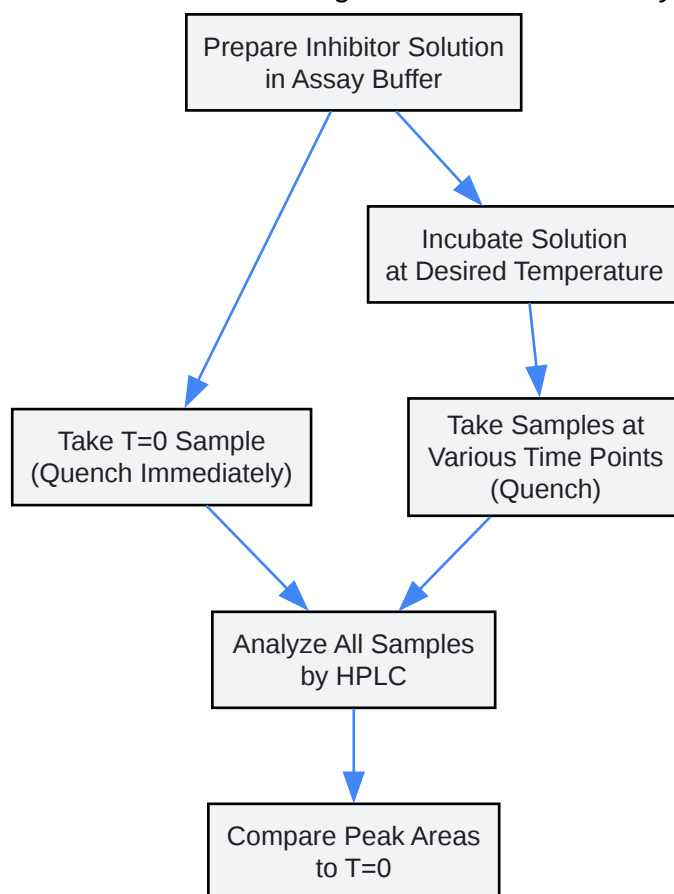 Prepare Inhibitor Solution
in Assay Buffer
Incubate Solution
at Desired Temperature
Take T=0 Sample
(Quench Immediately)
Take Samples at
Various Time Points
(Quench)
Analyze All Samples
by HPLC
Compare Peak Areas
to T=0